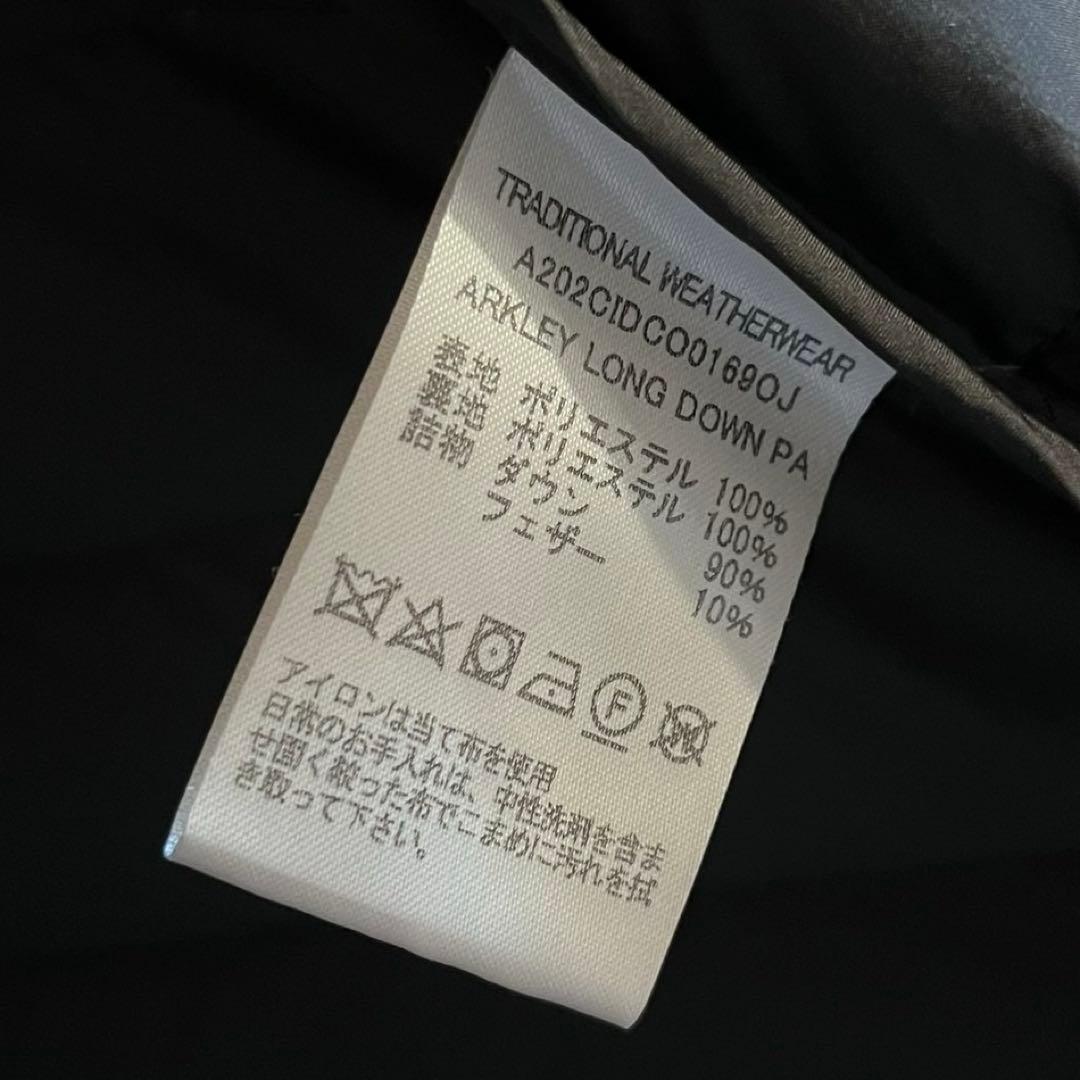 TRADITIONAL WEATHERWEAR
A202CIDCO0169OJ
ARKLEY LONG DOWN PA
表地 ポリエステル 100%
裏地 ポリエステル 100%
詰物 ダウン 90%
フェザー 10%
F
W
アイロンは当て布を使用
日常のお手入れは、中性洗剤を含ま
せ固く絞った布でこまめに汚れを拭
き取って下さい。